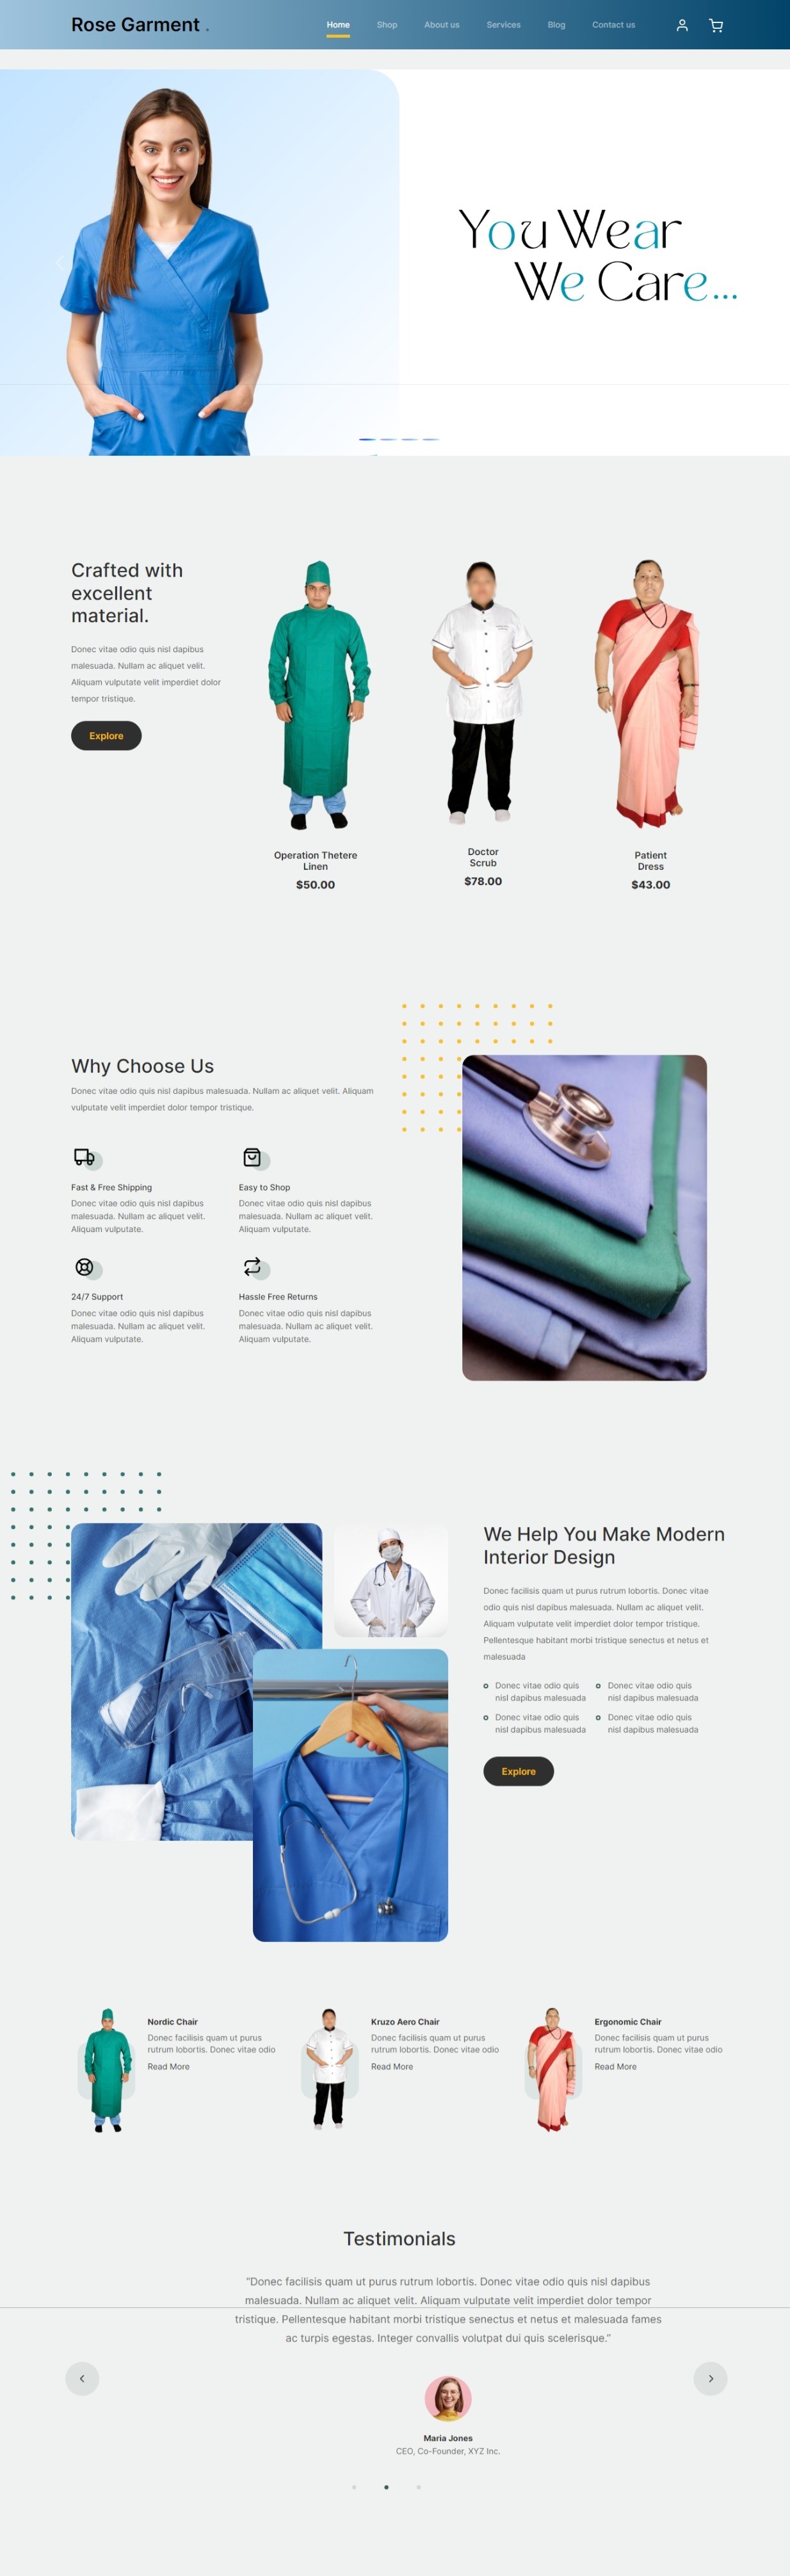 Rose Garment .
Home
Shop
About us
Services
Blog
Contact us
You Wear
We Care...
Crafted with
excellent
material.
Donec vitae odio quis nisl dapibus
malesuada. Nullam ac aliquet velit.
Aliquam vulputate velit imperdiet dolor
tempor tristique.
Explore
Operation Thetere
Linen
$50.00
Doctor
Scrub
$78.00
Patient
Dress
$43.00
Why Choose Us
Donec vitae odio quis nisl dapibus malesuada. Nullam ac aliquet velit. Aliquam
vulputate velit imperdiet dolor tempor tristique.
Fast & Free Shipping
Donec vitae odio quis nisl dapibus
malesuada. Nullam ac aliquet velit.
Aliquam vulputate.
Easy to Shop
Donec vitae odio quis nisl dapibus
malesuada. Nullam ac aliquet velit.
Aliquam vulputate.
24/7 Support
Donec vitae odio quis nisl dapibus
malesuada. Nullam ac aliquet velit.
Aliquam vulputate.
Hassle Free Returns
Donec vitae odio quis nisl dapibus
malesuada. Nullam ac aliquet velit.
Aliquam vulputate.
We Help You Make Modern
Interior Design
Donec facilisis quam ut purus rutrum lobortis. Donec vitae
odio quis nisl dapibus malesuada. Nullam ac aliquet velit.
Aliquam vulputate velit imperdiet dolor tempor tristique.
Pellentesque habitant morbi tristique senectus et netus et
malesuada
Donec vitae odio quis
nisl dapibus malesuada
Donec vitae odio quis
nisl dapibus malesuada
Donec vitae odio quis
nisl dapibus malesuada
Donec vitae odio quis
nisl dapibus malesuada
Explore
Nordic Chair
Donec facilisis quam ut purus
rutrum lobortis. Donec vitae odio
Read More
Kruzo Aero Chair
Donec facilisis quam ut purus
rutrum lobortis. Donec vitae odio
Read More
Ergonomic Chair
Donec facilisis quam ut purus
rutrum lobortis. Donec vitae odio
Read More
Testimonials
“Donec facilisis quam ut purus rutrum lobortis. Donec vitae odio quis nisl dapibus
malesuada. Nullam ac aliquet velit. Aliquam vulputate velit imperdiet dolor tempor
tristique. Pellentesque habitant morbi tristique senectus et netus et malesuada fames
ac turpis egestas. Integer convallis volutpat dui quis scelerisque.”
Maria Jones
CEO, Co-Founder, XYZ Inc.